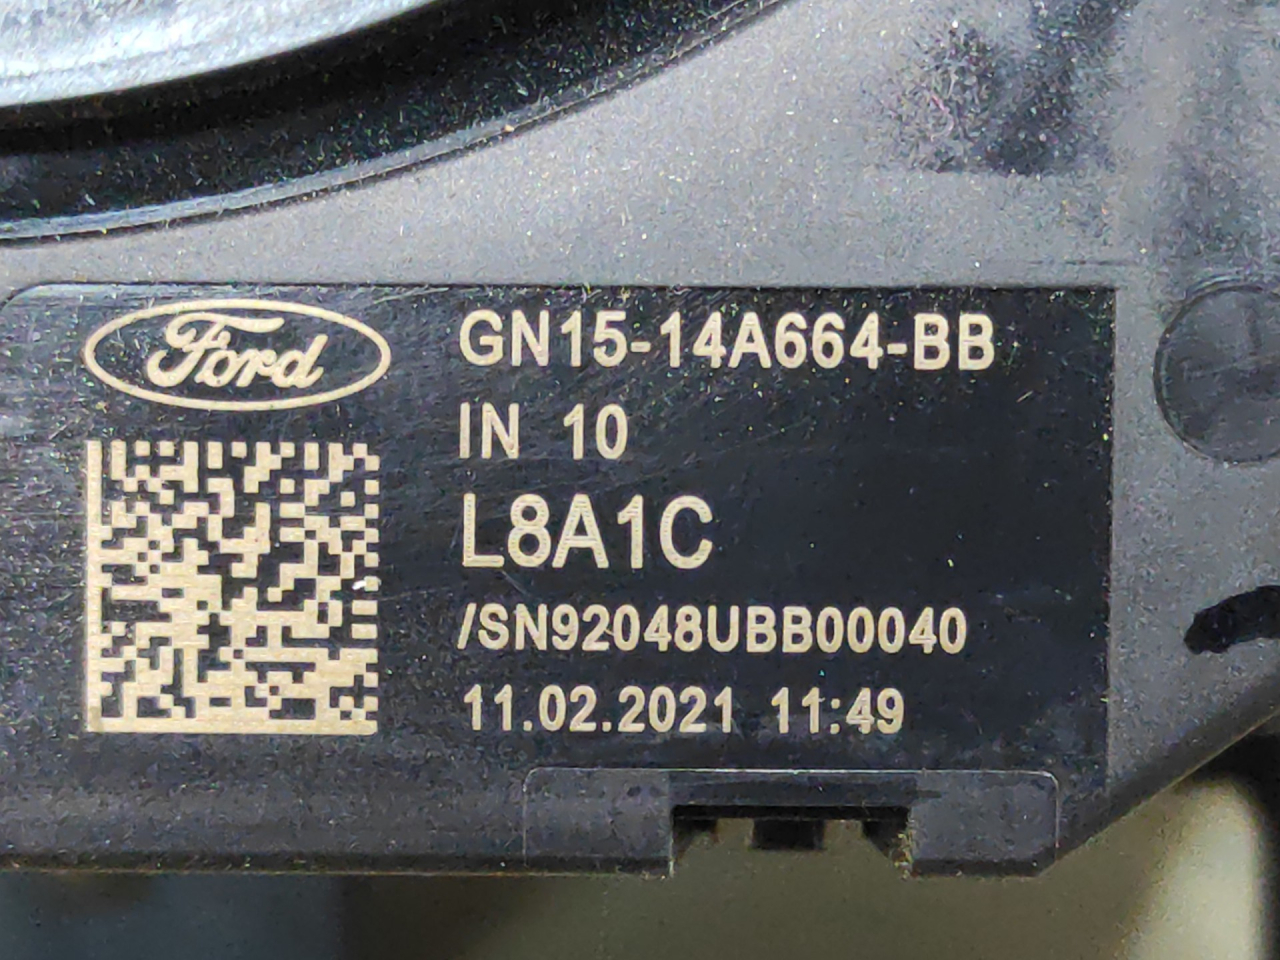 Ford
GN15-14A664-BB
IN 10
L8A1C
/SN92048UBB00040
11.02.2021 11:49